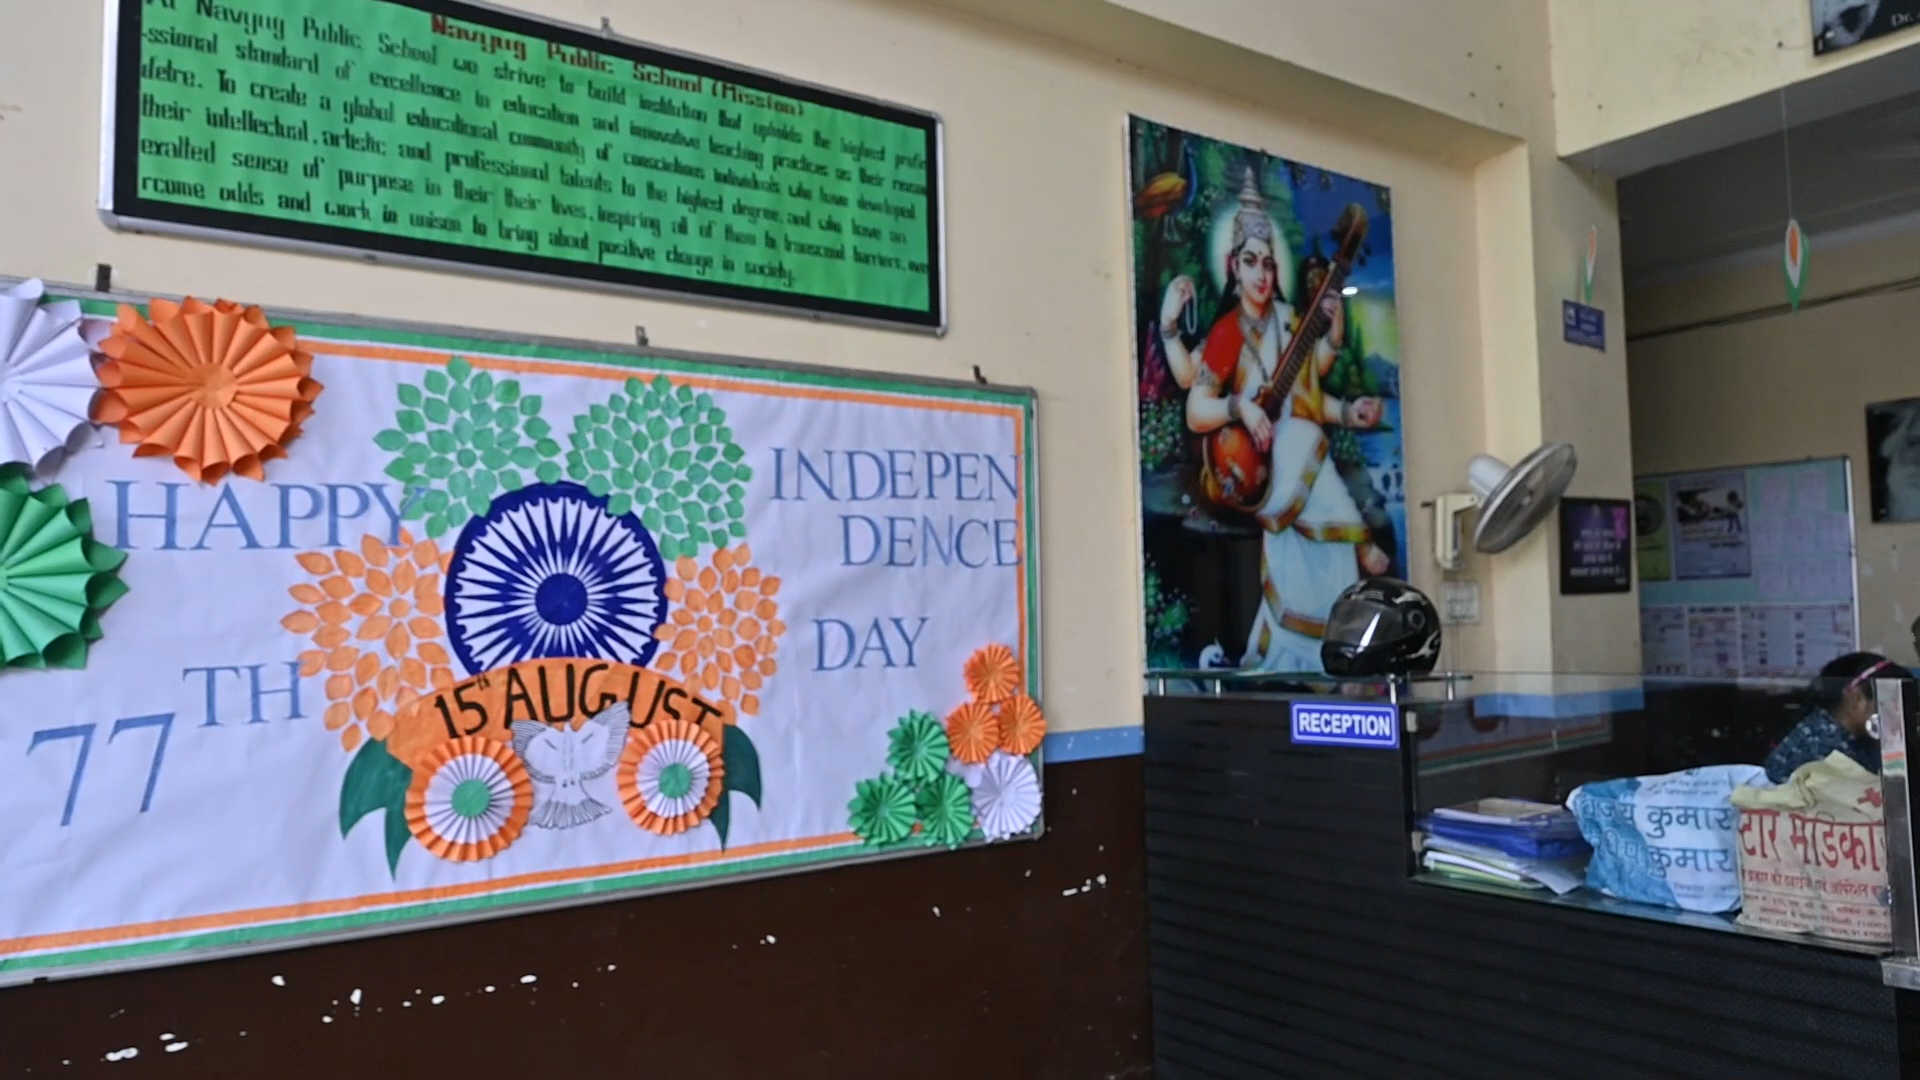 Navyug Public School (Mission)
At Navyug Public School we strive to build institution that upholds the highest profe
-ssional standard of excellence in education and innovative teaching practices as their reason
detre. To create a global educational community of conscientious individuals who have developed
their intellectual, artistic and professional talents to the highest degree, and who have an
exalted sense of purpose in their their lives, inspiring all of them to transcend barriers, ove
rcome odds and work in unison to bring about positive change in society.
HAPPY
77TH
INDEPEN
DENCE
DAY
15th AUGUST
RECEPTION
कुमार
कुमार
Dr.